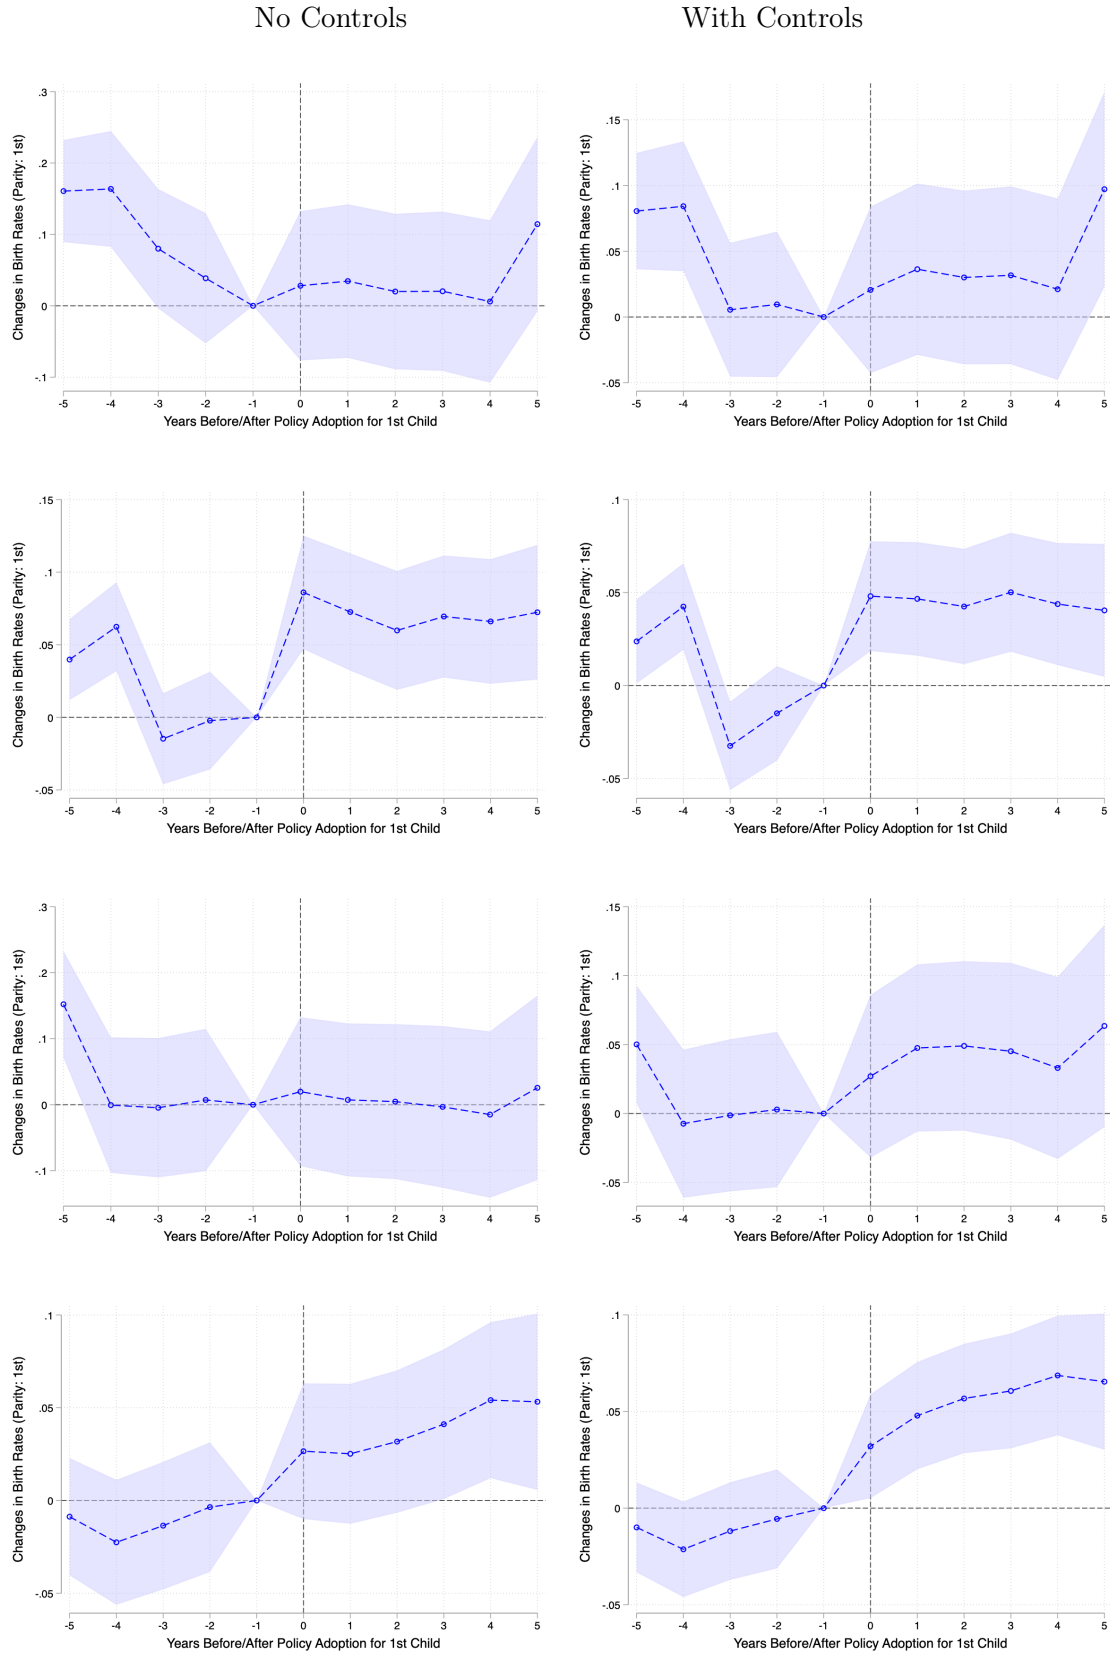 No Controls
With Controls
Changes in Birth Rates (Parity: 1st)
.3
.2
.1
0
-.1
-5 -4 -3 -2 -1 0 1 2 3 4 5
Years Before/After Policy Adoption for 1st Child
Changes in Birth Rates (Parity: 1st)
.15
.1
.05
0
-.05
-5 -4 -3 -2 -1 0 1 2 3 4 5
Years Before/After Policy Adoption for 1st Child
Changes in Birth Rates (Parity: 1st)
.15
.1
.05
0
-.05
-5 -4 -3 -2 -1 0 1 2 3 4 5
Years Before/After Policy Adoption for 1st Child
Changes in Birth Rates (Parity: 1st)
.1
.05
0
-.05
-5 -4 -3 -2 -1 0 1 2 3 4 5
Years Before/After Policy Adoption for 1st Child
Changes in Birth Rates (Parity: 1st)
.3
.2
.1
0
-.1
-5 -4 -3 -2 -1 0 1 2 3 4 5
Years Before/After Policy Adoption for 1st Child
Changes in Birth Rates (Parity: 1st)
.15
.1
.05
0
-.05
-5 -4 -3 -2 -1 0 1 2 3 4 5
Years Before/After Policy Adoption for 1st Child
Changes in Birth Rates (Parity: 1st)
.1
.05
0
-.05
-5 -4 -3 -2 -1 0 1 2 3 4 5
Years Before/After Policy Adoption for 1st Child
Changes in Birth Rates (Parity: 1st)
.1
.05
0
-.05
-5 -4 -3 -2 -1 0 1 2 3 4 5
Years Before/After Policy Adoption for 1st Child